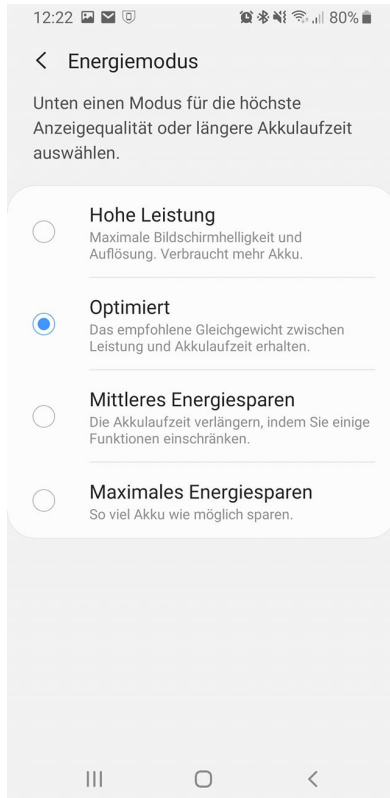 12:22 80%
Energiemodus
Unten einen Modus für die höchste
Anzeigequalität oder längere Akkulaufzeit
auswählen.
Hohe Leistung
Maximale Bildschirmhelligkeit und
Auflösung. Verbraucht mehr Akku.
Optimiert
Das empfohlene Gleichgewicht zwischen
Leistung und Akkulaufzeit erhalten.
Mittleres Energiesparen
Die Akkulaufzeit verlängern, indem Sie einige
Funktionen einschränken.
Maximales Energiesparen
So viel Akku wie möglich sparen.